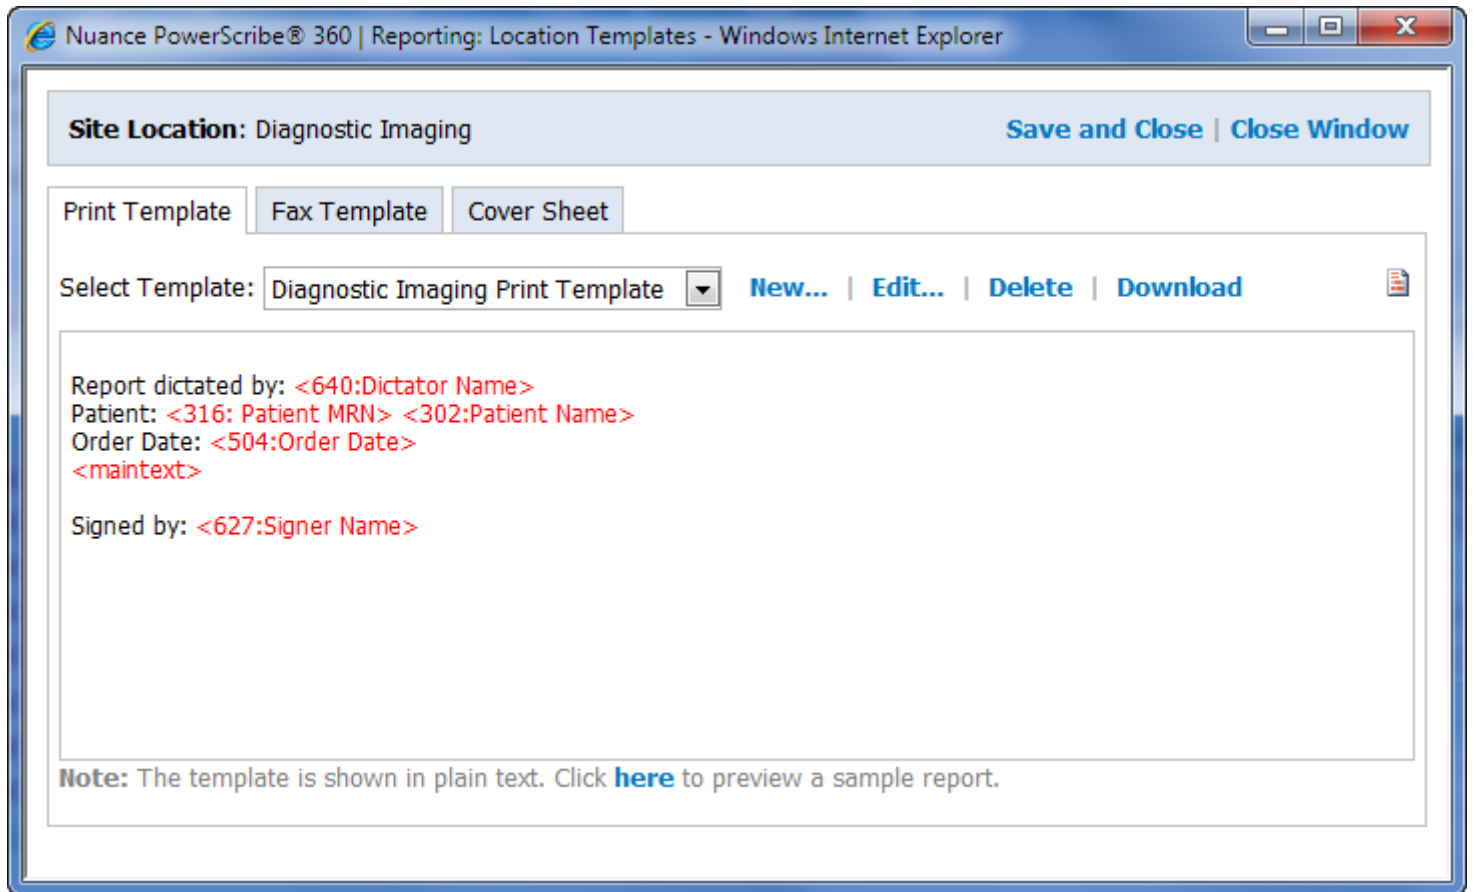 Nuance PowerScribe® 360 | Reporting: Location Templates - Windows Internet Explorer
Site Location: Diagnostic Imaging Save and Close | Close Window
Print Template Fax Template Cover Sheet
Select Template: Diagnostic Imaging Print Template New... | Edit... | Delete | Download
Report dictated by: <640:Dictator Name>
Patient: <316: Patient MRN> <302:Patient Name>
Order Date: <504:Order Date>
<maintext>
Signed by: <627:Signer Name>
Note: The template is shown in plain text. Click here to preview a sample report.